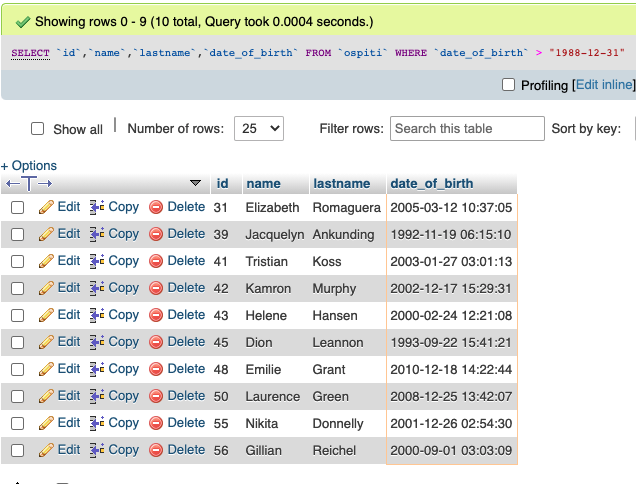 Showing rows 0 - 9 (10 total, Query took 0.0004 seconds.)
SELECT `id`,`name`,`lastname`,`date_of_birth` FROM `ospiti` WHERE `date_of_birth` > "1988-12-31"
Profiling [Edit inline]
Show all | Number of rows: 25 Filter rows: Search this table Sort by key:
+ Options
←T→ id name lastname date_of_birth
Edit Copy Delete 31 Elizabeth Romaguera 2005-03-12 10:37:05
Edit Copy Delete 39 Jacquelyn Ankunding 1992-11-19 06:15:10
Edit Copy Delete 41 Tristian Koss 2003-01-27 03:01:13
Edit Copy Delete 42 Kamron Murphy 2002-12-17 15:29:31
Edit Copy Delete 43 Helene Hansen 2000-02-24 12:21:08
Edit Copy Delete 45 Dion Leannon 1993-09-22 15:41:21
Edit Copy Delete 48 Emilie Grant 2010-12-18 14:22:44
Edit Copy Delete 50 Laurence Green 2008-12-25 13:42:07
Edit Copy Delete 55 Nikita Donnelly 2001-12-26 02:54:30
Edit Copy Delete 56 Gillian Reichel 2000-09-01 03:03:09